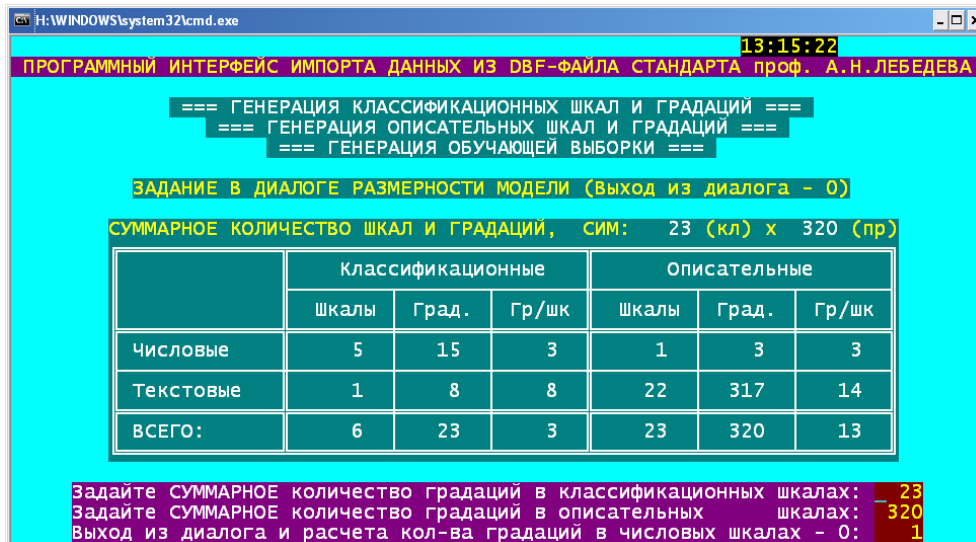 H:\WINDOWS\system32\cmd.exe
13:15:22
ПРОГРАММНЫЙ ИНТЕРФЕЙС ИМПОРТА ДАННЫХ ИЗ DBF-ФАЙЛА СТАНДАРТА проф. А.Н.ЛЕБЕДЕВА
=== ГЕНЕРАЦИЯ КЛАССИФИКАЦИОННЫХ ШКАЛ И ГРАДАЦИЙ ===
=== ГЕНЕРАЦИЯ ОПИСАТЕЛЬНЫХ ШКАЛ И ГРАДАЦИЙ ===
=== ГЕНЕРАЦИЯ ОБУЧАЮЩЕЙ ВЫБОРКИ ===
ЗАДАНИЕ В ДИАЛОГЕ РАЗМЕРНОСТИ МОДЕЛИ (Выход из диалога - 0)
СУММАРНОЕ КОЛИЧЕСТВО ШКАЛ И ГРАДАЦИЙ, СИМ: 23 (кл) x 320 (пр)
Классификационные Описательные
Шкалы Град. Гр/шк Шкалы Град. Гр/шк
Числовые 5 15 3 1 3 3
Текстовые 1 8 8 22 317 14
ВСЕГО: 6 23 3 23 320 13
Задайте СУММАРНОЕ количество градаций в классификационных шкалах: _23
Задайте СУММАРНОЕ количество градаций в описательных шкалах: 320
Выход из диалога и расчета кол-ва градаций в числовых шкалах - 0: 1